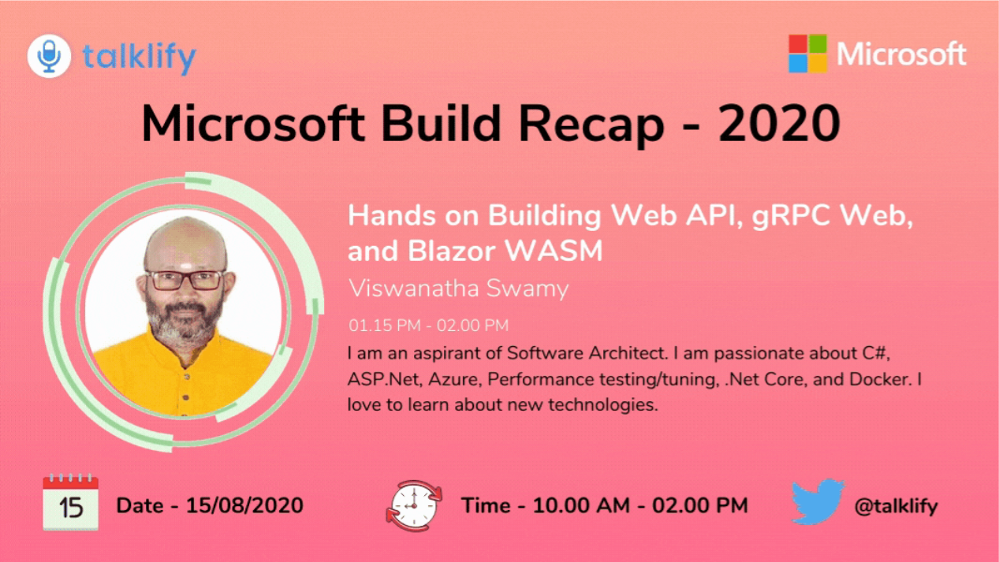 talklify
Microsoft
Microsoft Build Recap - 2020
Hands on Building Web API, gRPC Web,
and Blazor WASM
Viswanatha Swamy
01.15 PM - 02.00 PM
I am an aspirant of Software Architect. I am passionate about C#,
ASP.Net, Azure, Performance testing/tuning, .Net Core, and Docker. I
love to learn about new technologies.
15
Date - 15/08/2020
Time - 10.00 AM - 02.00 PM
@talklify